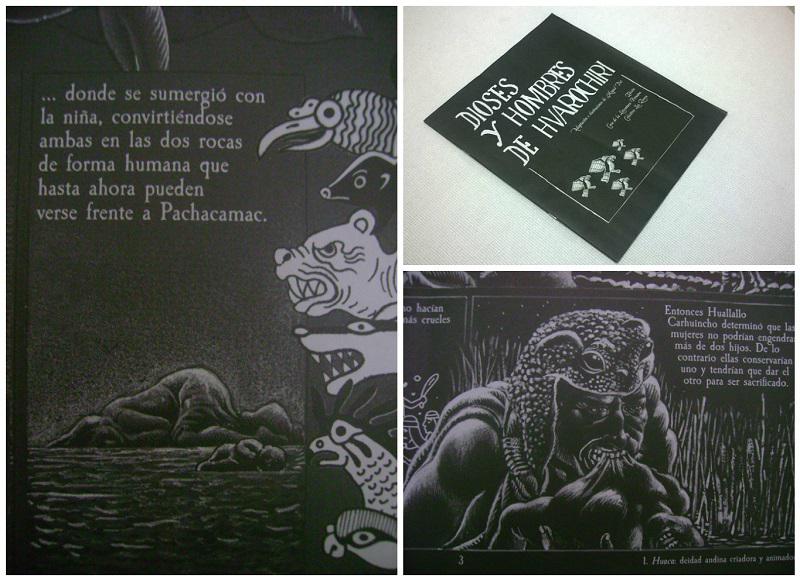 ... donde se sumergió con
la niña, convirtiéndose
ambas en las dos rocas
de forma humana que
hasta ahora pueden
verse frente a Pachacamac.
DIOSES
Y HOMBRES
DE HVAROCHIRI
no hacían
más crueles
Entonces Huallallo
Carhuincho determinó que las
mujeres no podrían engendrar
más de dos hijos. De lo
contrario ellas conservarían
uno y tendrían que dar el
otro para ser sacrificado.
3
1. Huaca: deidad andina criadora y animadora